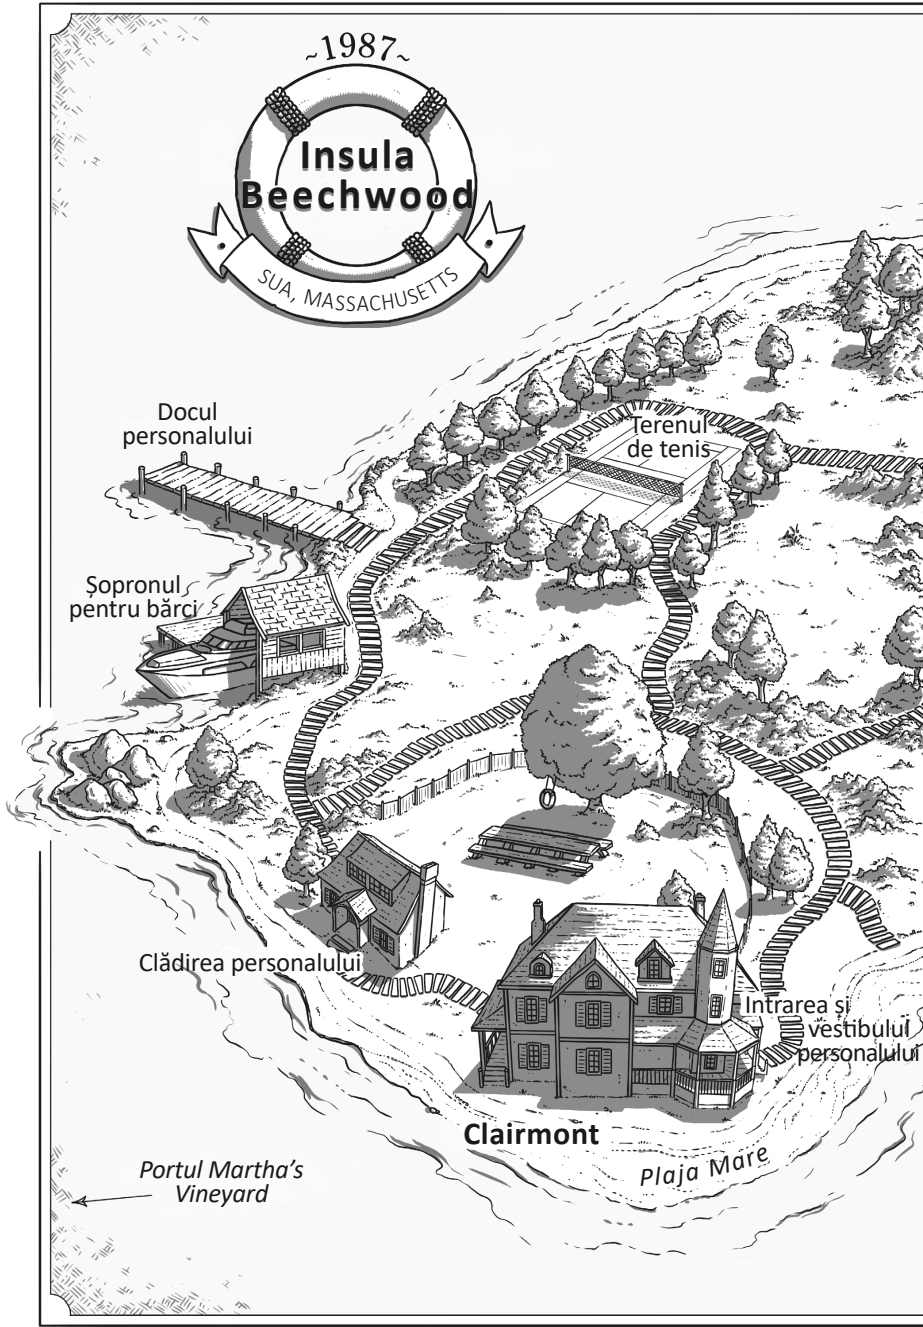 ~1987~
Insula
Beechwood
SUA, MASSACHUSETTS
Docul
personalului
Terenul
de tenis
Șopronul
pentru bărci
Clădirea personalului
Intrarea și
vestibului
personalului
Clairmont
Plaja Mare
Portul Martha's
Vineyard